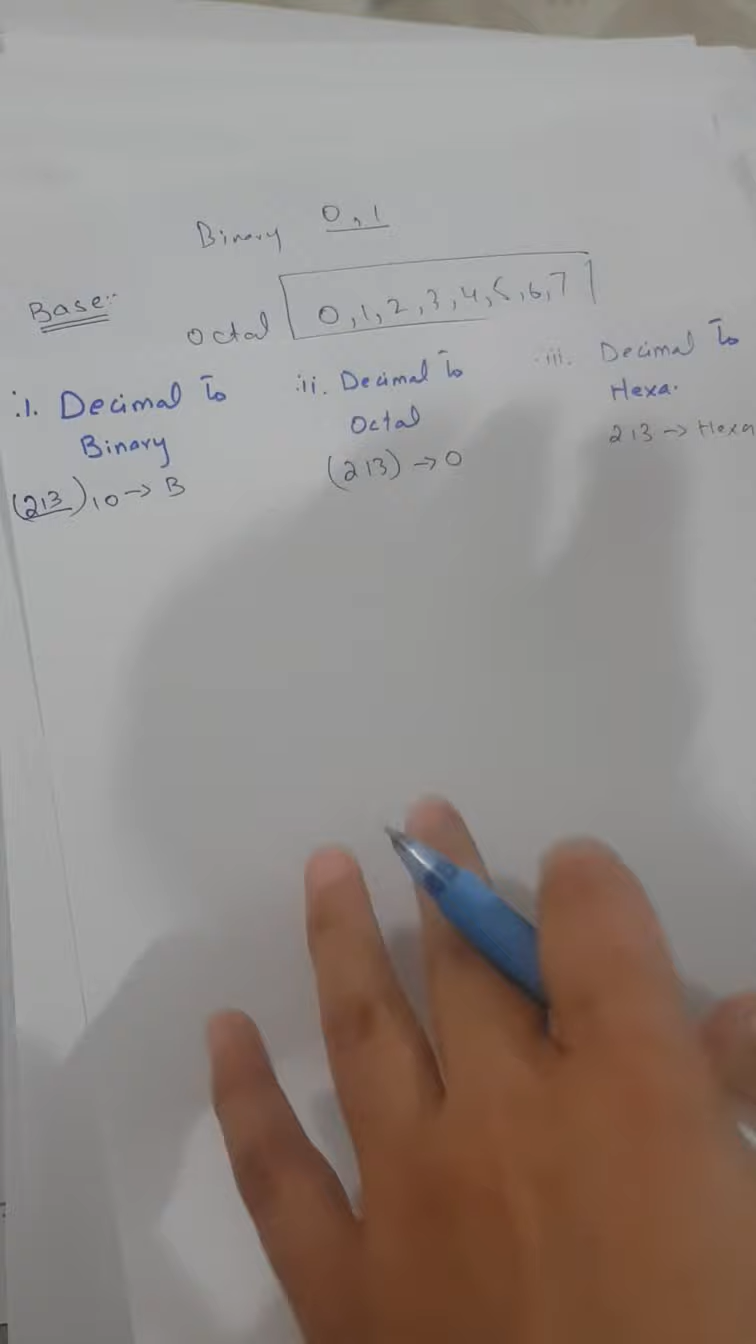 Binary 0, 1
Base:-
Octal 0, 1, 2, 3, 4, 5, 6, 7
:i. Decimal To
Binary
(213)10 → B
:ii. Decimal To
Octal
(213) → O
:iii. Decimal To
Hexa.
213 → Hexa